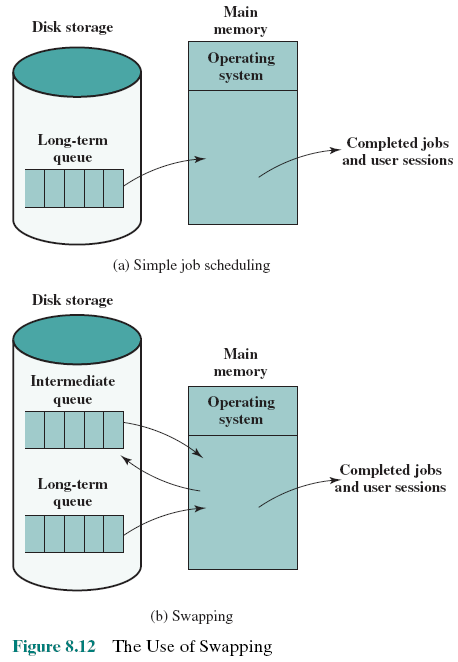 Disk storage
Main
memory
Operating
system
Long-term
queue
Completed jobs
and user sessions
(a) Simple job scheduling
Disk storage
Main
memory
Intermediate
queue
Operating
system
Long-term
queue
Completed jobs
and user sessions
(b) Swapping
Figure 8.12 The Use of Swapping